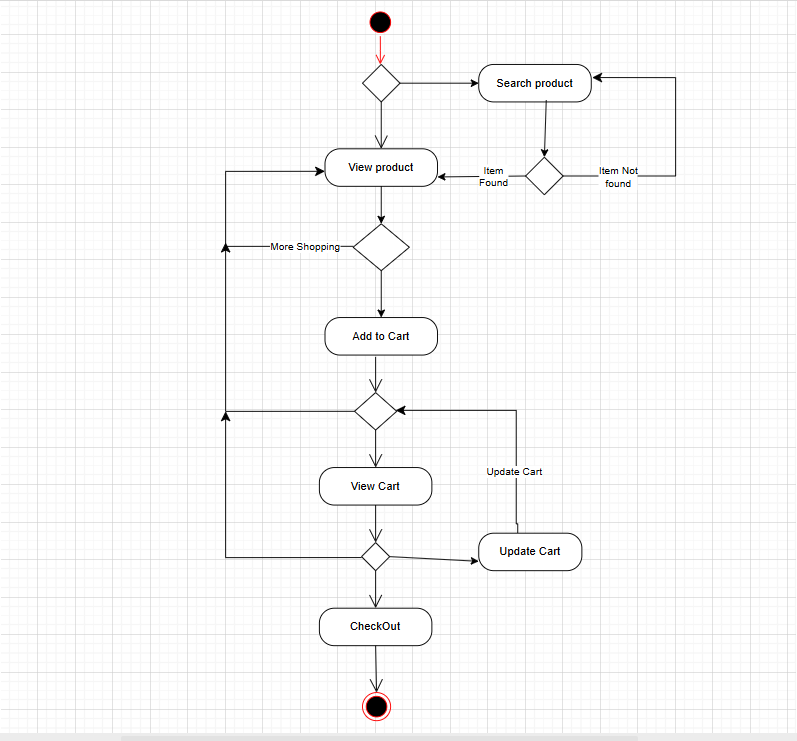 Search product
View product
Item
Found
Item Not
found
More Shopping
Add to Cart
Update Cart
View Cart
Update Cart
CheckOut